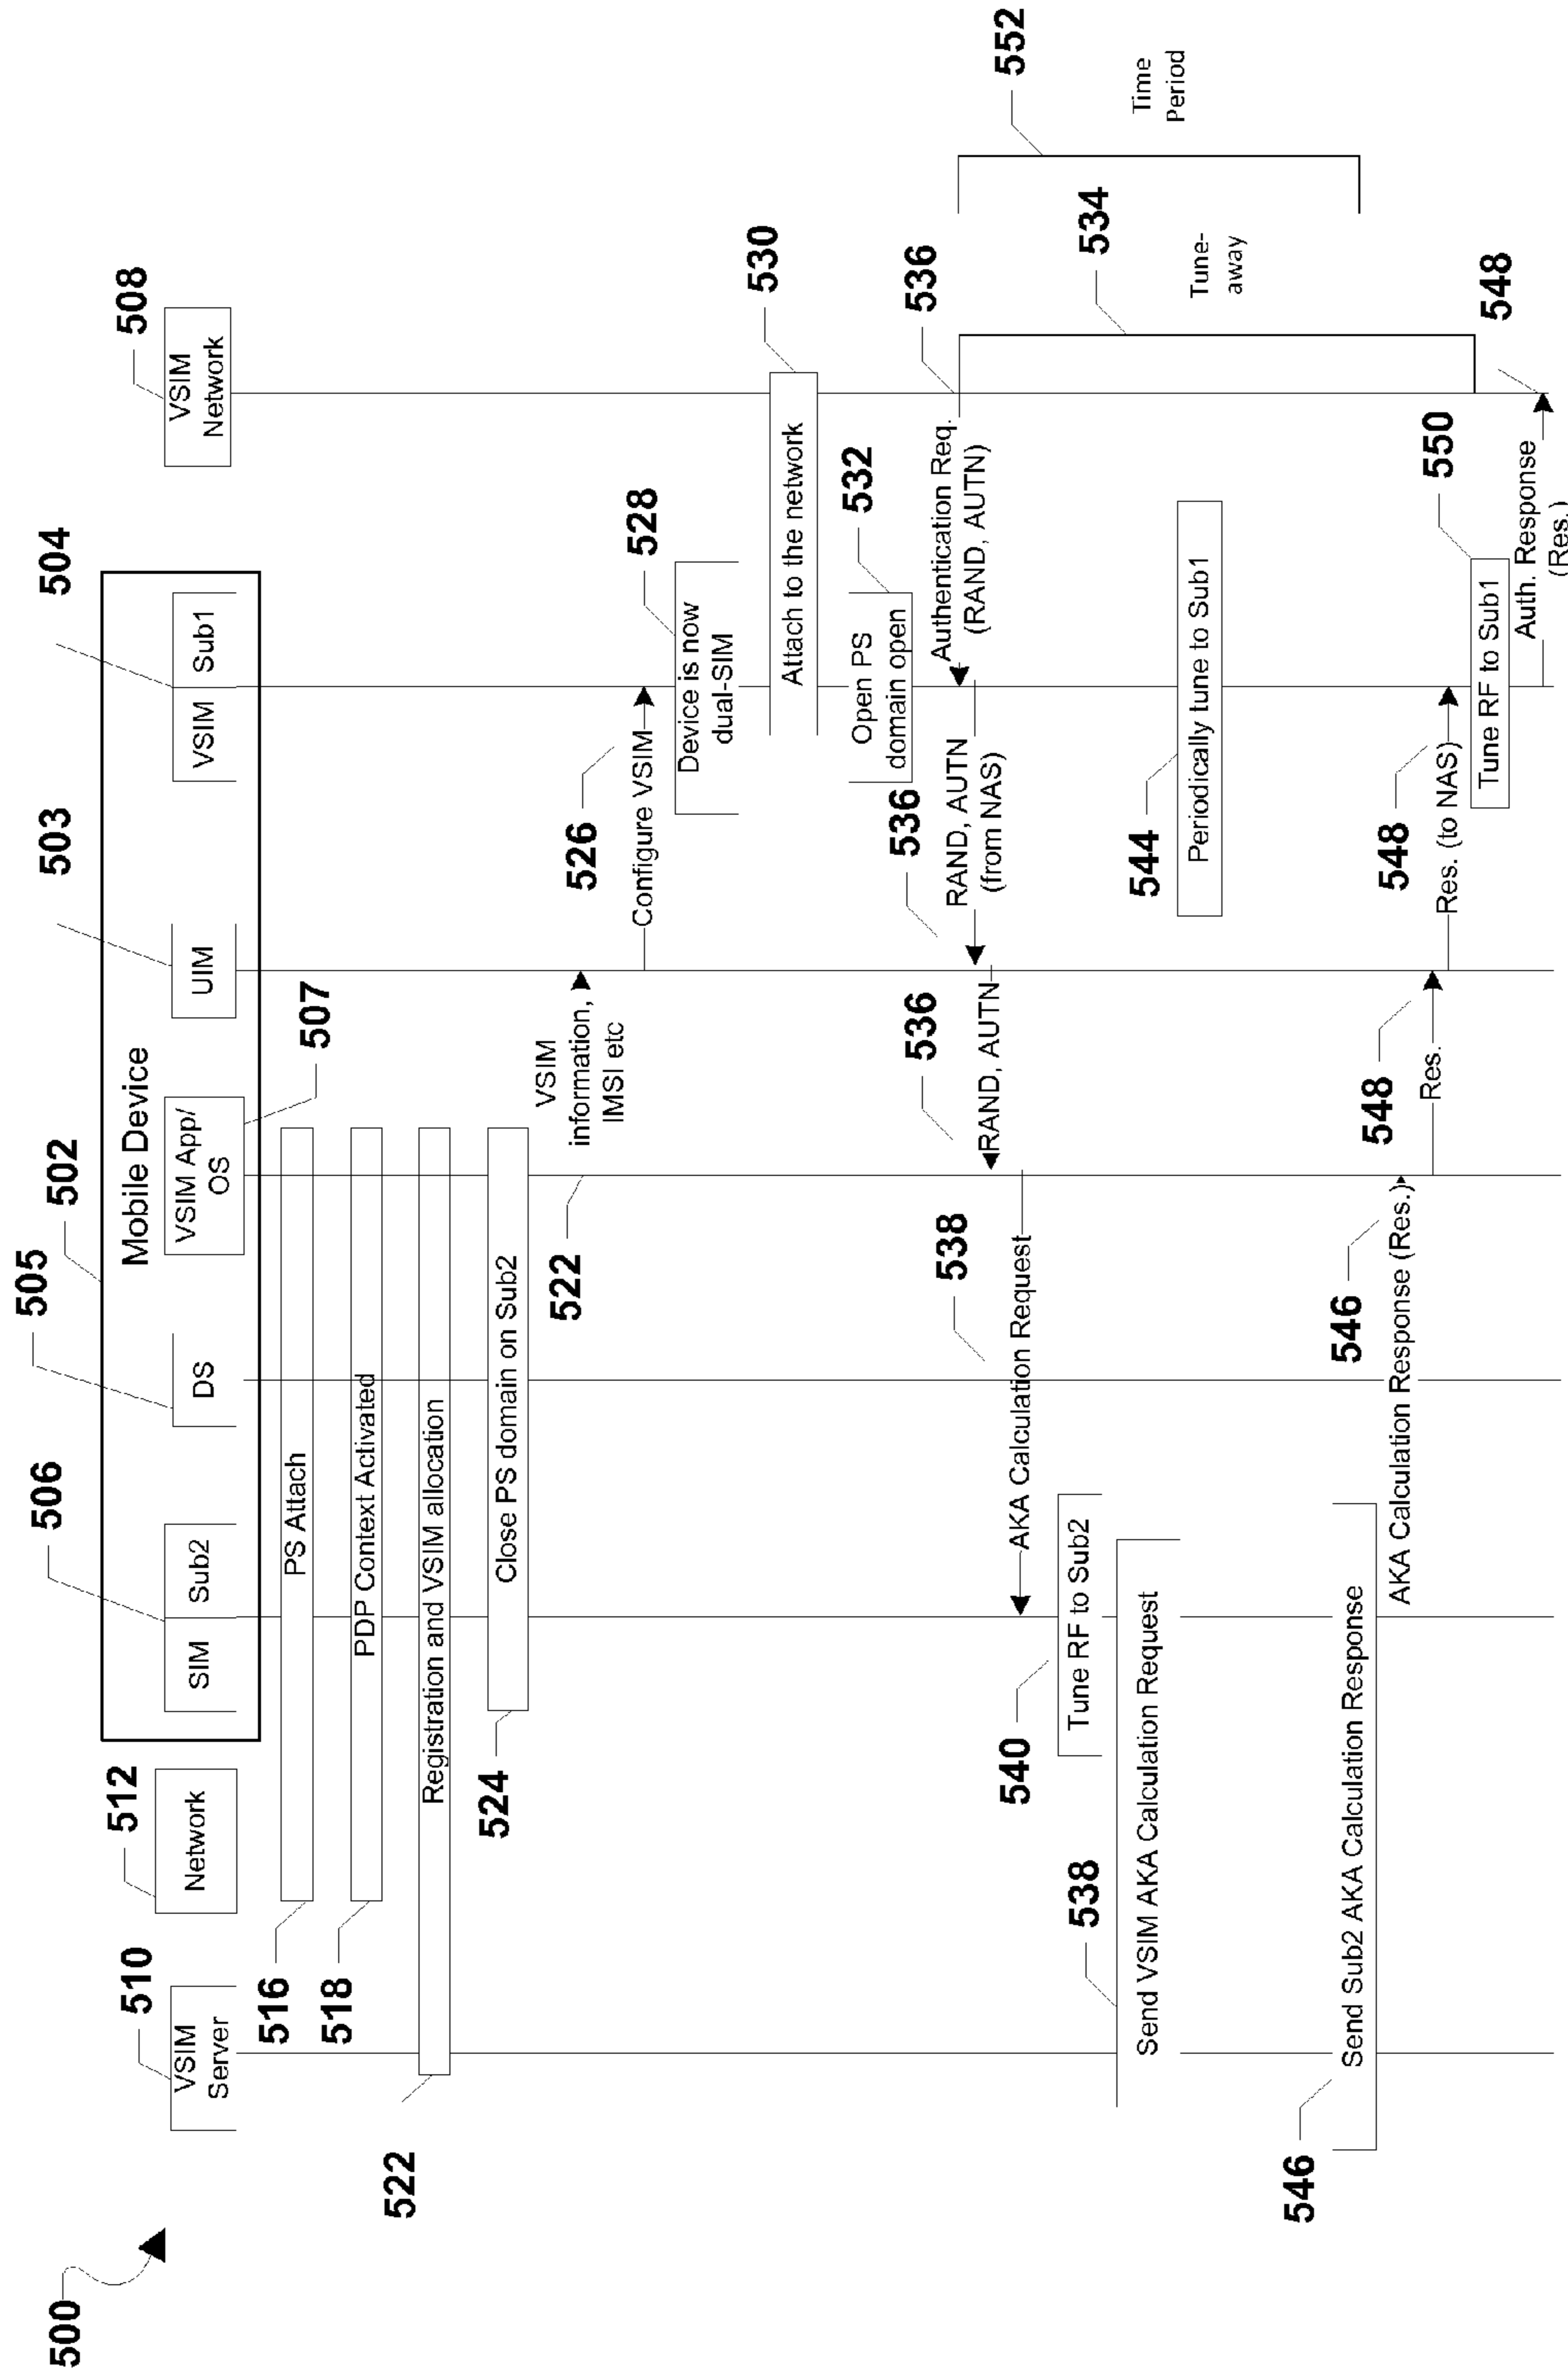 500
502
503
504
505
506
507
508
510
512
Mobile Device
VSIM
Server
Network
SIM
Sub2
DS
VSIM App/
OS
UIM
VSIM
Sub1
VSIM
Network
516
PS Attach
518
PDP Context Activated
522
Registration and VSIM allocation
524
Close PS domain on Sub2
522
VSIM
information,
IMSI etc
526
Configure VSIM
528
Device is now
dual-SIM
530
Attach to the network
532
Open PS
domain open
536
Authentication Req.
(RAND, AUTN)
536
RAND, AUTN
(from NAS)
536
RAND, AUTN
538
AKA Calculation Request
540
Tune RF to Sub2
538
Send VSIM AKA Calculation Request
544
Periodically tune to Sub1
546
Send Sub2 AKA Calculation Response
546
AKA Calculation Response (Res.)
548
Res.
548
Res. (to NAS)
550
Tune RF to Sub1
548
Auth. Response
(Res.)
534
Tune-
away
552
Time
Period